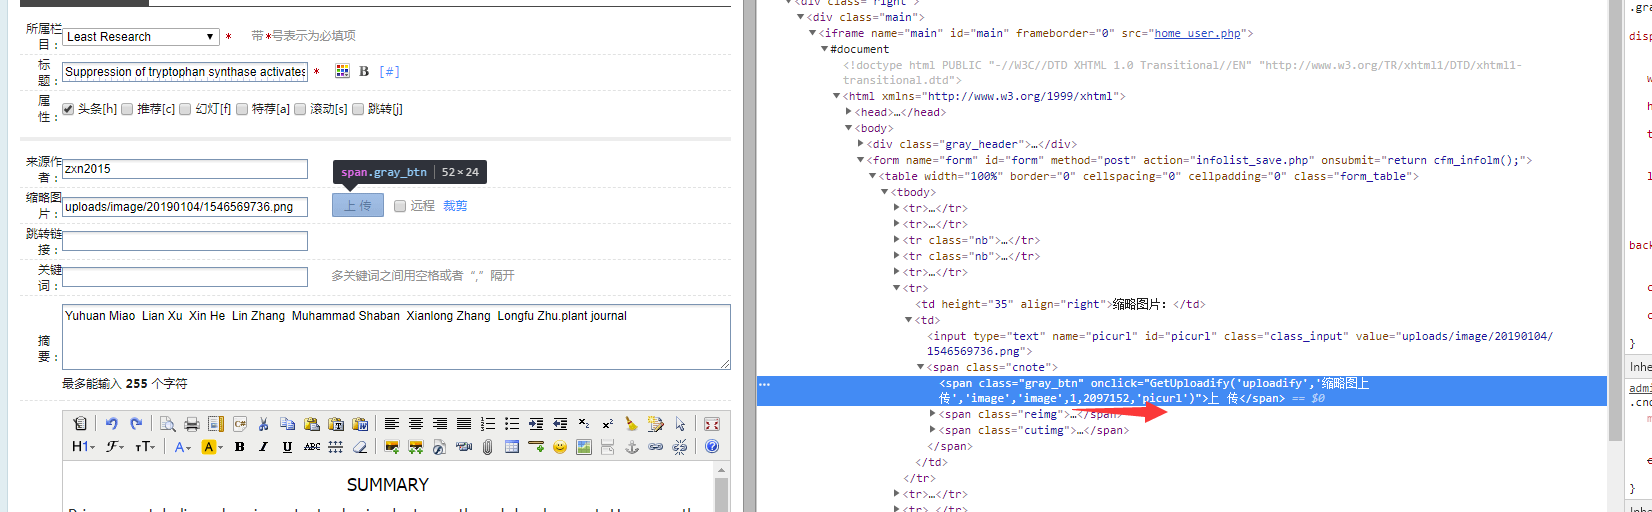 所属栏目：
Least Research
* 带*号表示为必填项
标题：
Suppression of tryptophan synthase activates
* B [#]
属性：
头条[h] 推荐[c] 幻灯[f] 特荐[a] 滚动[s] 跳转[j]
来源作者：
zxn2015
span.gray_btn 52×24
缩略图片：
uploads/image/20190104/1546569736.png
上 传 远程 裁剪
跳转链接：
关键词：
多关键词之间用空格或者 “,” 隔开
摘要：
Yuhuan Miao Lian Xu Xin He Lin Zhang Muhammad Shaban Xianlong Zhang Longfu Zhu.plant journal
最多能输入 255 个字符
H1 F TT A A B I U ABC
SUMMARY
<div class="right">
<div class="main">
<iframe name="main" id="main" frameborder="0" src="home_user.php">
#document
<!doctype html PUBLIC "-//W3C//DTD XHTML 1.0 Transitional//EN" "http://www.w3.org/TR/xhtml1/DTD/xhtml1-
transitional.dtd">
<html xmlns="http://www.w3.org/1999/xhtml">
<head>…</head>
<body>
<div class="gray_header">…</div>
<form name="form" id="form" method="post" action="infolist_save.php" onsubmit="return cfm_infolm();">
<table width="100%" border="0" cellspacing="0" cellpadding="0" class="form_table">
<tbody>
<tr>…</tr>
<tr>…</tr>
<tr class="nb">…</tr>
<tr class="nb">…</tr>
<tr>…</tr>
<tr>
<td height="35" align="right">缩略图片：</td>
<td>
<input type="text" name="picurl" id="picurl" class="class_input" value="uploads/image/20190104/
1546569736.png">
<span class="cnote">
<span class="gray_btn" onclick="GetUploadify('uploadify','缩略图上
传','image','image',1,2097152,'picurl')">上 传</span> == $0
<span class="reimg">…</span>
<span class="cutimg">…</span>
</span>
</td>
</tr>
<tr>…</tr>
<tr>…</tr>
.gra
disp
w
h
t
l
back
c
c
}
Inhe
admi
.cno
}